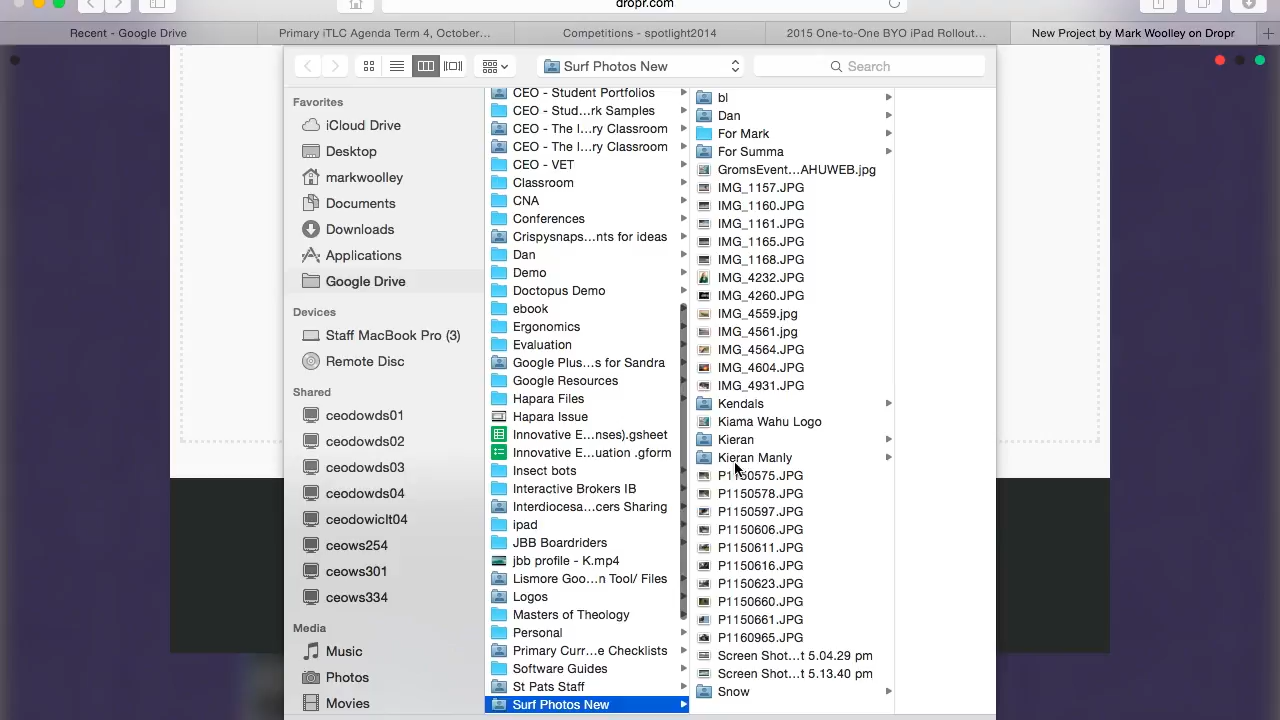 dropr.com
Recent - Google Drive
Primary iTLC Agenda Term 4, October...
Competitions - spotlight2014
2015 One-to-One BYO iPad Rollout...
New Project by Mark Woolley on Dropr
Surf Photos New
Search
Favorites
iCloud Drive
Desktop
markwoolley
Documents
Downloads
Applications
Google Drive
Devices
Staff MacBook Pro (3)
Remote Disc
Shared
ceodowds01
ceodowds02
ceodowds03
ceodowds04
ceodowiclt04
ceows254
ceows301
ceows334
Media
Music
Photos
Movies
CEO - Student Portfolios
CEO - Stud...rk Samples
CEO - The I...ry Classroom
CEO - The I...ry Classroom
CEO - VET
Classroom
CNA
Conferences
Crispysnaps...nts for ideas
Dan
Demo
Doctopus Demo
ebook
Ergonomics
Evaluation
Google Plus...s for Sandra
Google Resources
Hapara Files
Hapara Issue
Innovative E...nses).gsheet
Innovative E...uation .gform
Insect bots
Interactive Brokers IB
Interdiocesa...cers Sharing
ipad
JBB Boardriders
jbb profile - K.mp4
Lismore Goo...n Tool/ Files
Logos
Masters of Theology
Personal
Primary Curr...e Checklists
Software Guides
St Pats Staff
Surf Photos New
bl
Dan
For Mark
For Summa
GromsEvent...AHUWEB.jpg
IMG_1157.JPG
IMG_1160.JPG
IMG_1161.JPG
IMG_1165.JPG
IMG_1168.JPG
IMG_4232.JPG
IMG_4260.JPG
IMG_4559.jpg
IMG_4561.jpg
IMG_4564.JPG
IMG_4604.JPG
IMG_4931.JPG
Kendals
Kiama Wahu Logo
Kieran
Kieran Manly
P1150575.JPG
P1150578.JPG
P1150597.JPG
P1150606.JPG
P1150611.JPG
P1150616.JPG
P1150623.JPG
P1150660.JPG
P1150661.JPG
P1160965.JPG
Screen Shot...t 5.04.29 pm
Screen Shot...t 5.13.40 pm
Snow